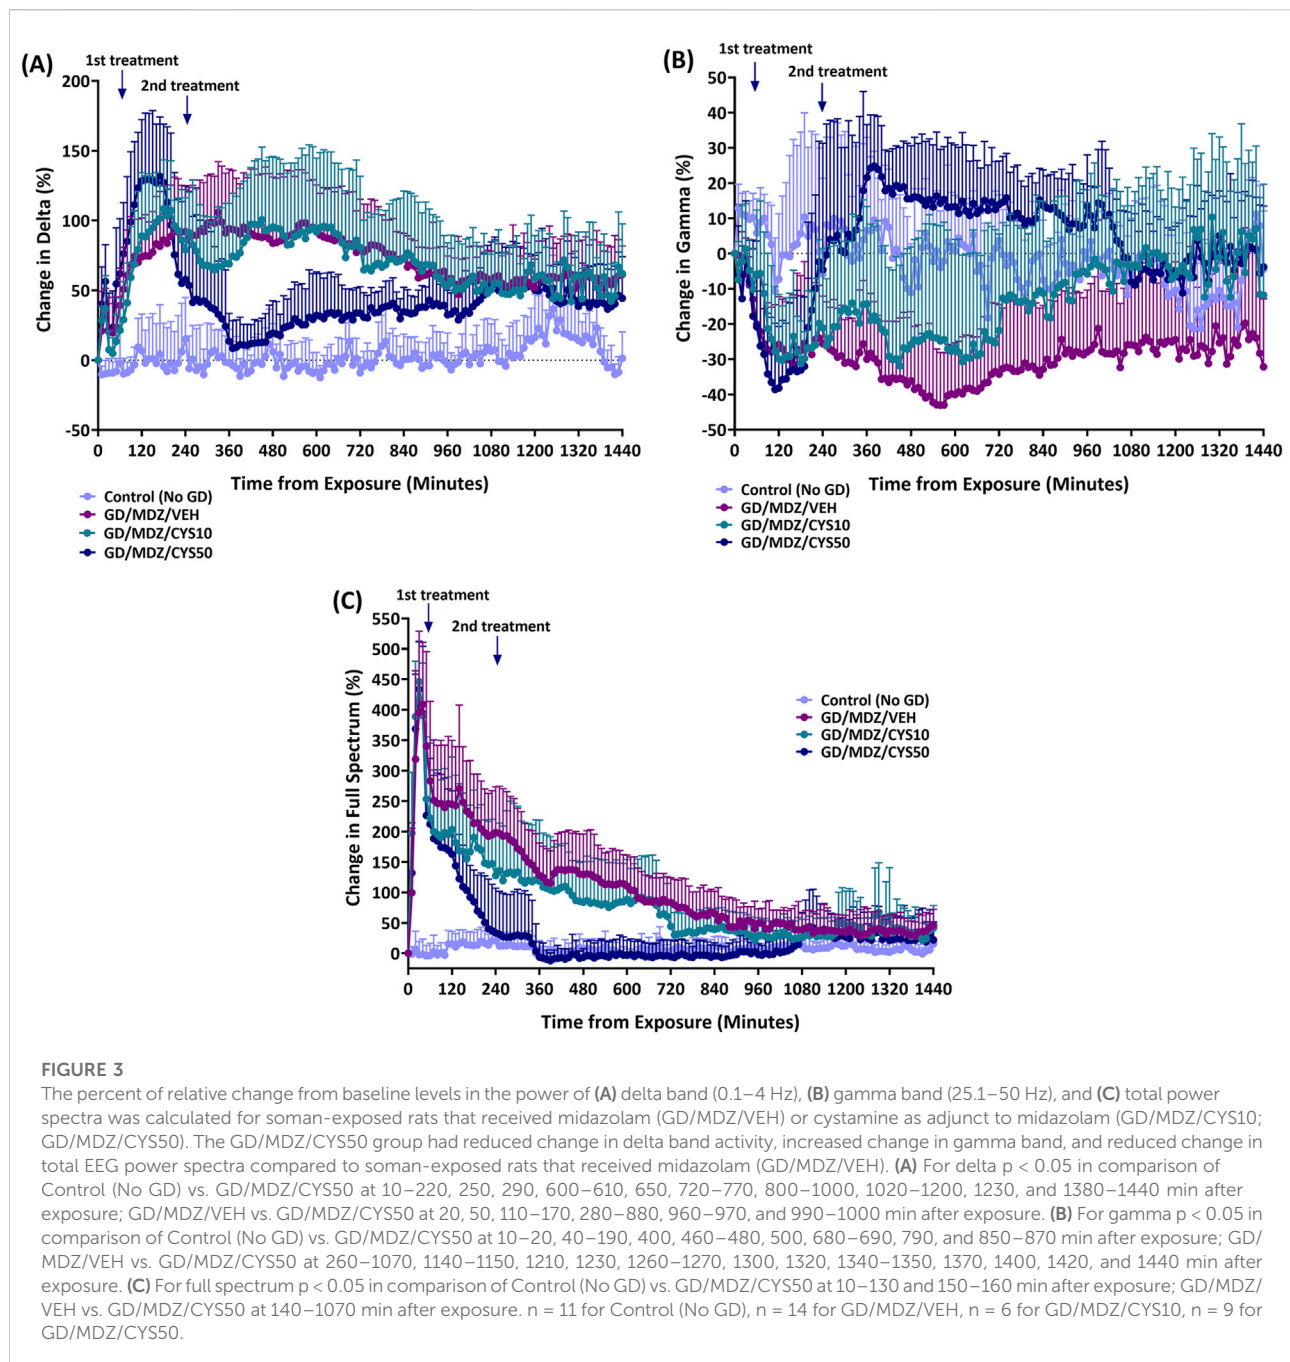 (A)
1st treatment
2nd treatment
200
150
100
50
0
-50
Change in Delta (%)
0 120 240 360 480 600 720 840 960 1080 1200 1320 1440
Time from Exposure (Minutes)
Control (No GD)
GD/MDZ/VEH
GD/MDZ/CYS10
GD/MDZ/CYS50
(B)
1st treatment
2nd treatment
50
40
30
20
10
0
-10
-20
-30
-40
-50
Change in Gamma (%)
0 120 240 360 480 600 720 840 960 1080 1200 1320 1440
Time from Exposure (Minutes)
Control (No GD)
GD/MDZ/VEH
GD/MDZ/CYS10
GD/MDZ/CYS50
(C)
1st treatment
2nd treatment
550
500
450
400
350
300
250
200
150
100
50
0
Change in Full Spectrum (%)
0 120 240 360 480 600 720 840 960 1080 1200 1320 1440
Time from Exposure (Minutes)
Control (No GD)
GD/MDZ/VEH
GD/MDZ/CYS10
GD/MDZ/CYS50
FIGURE 3
The percent of relative change from baseline levels in the power of (A) delta band (0.1–4 Hz), (B) gamma band (25.1–50 Hz), and (C) total power
spectra was calculated for soman-exposed rats that received midazolam (GD/MDZ/VEH) or cystamine as adjunct to midazolam (GD/MDZ/CYS10;
GD/MDZ/CYS50). The GD/MDZ/CYS50 group had reduced change in delta band activity, increased change in gamma band, and reduced change in
total EEG power spectra compared to soman-exposed rats that received midazolam (GD/MDZ/VEH). (A) For delta p < 0.05 in comparison of
Control (No GD) vs. GD/MDZ/CYS50 at 10–220, 250, 290, 600–610, 650, 720–770, 800–1000, 1020–1200, 1230, and 1380–1440 min after
exposure; GD/MDZ/VEH vs. GD/MDZ/CYS50 at 20, 50, 110–170, 280–880, 960–970, and 990–1000 min after exposure. (B) For gamma p < 0.05 in
comparison of Control (No GD) vs. GD/MDZ/CYS50 at 10–20, 40–190, 400, 460–480, 500, 680–690, 790, and 850–870 min after exposure; GD/
MDZ/VEH vs. GD/MDZ/CYS50 at 260–1070, 1140–1150, 1210, 1230, 1260–1270, 1300, 1320, 1340–1350, 1370, 1400, 1420, and 1440 min after
exposure. (C) For full spectrum p < 0.05 in comparison of Control (No GD) vs. GD/MDZ/CYS50 at 10–130 and 150–160 min after exposure; GD/MDZ/
VEH vs. GD/MDZ/CYS50 at 140–1070 min after exposure. n = 11 for Control (No GD), n = 14 for GD/MDZ/VEH, n = 6 for GD/MDZ/CYS10, n = 9 for
GD/MDZ/CYS50.